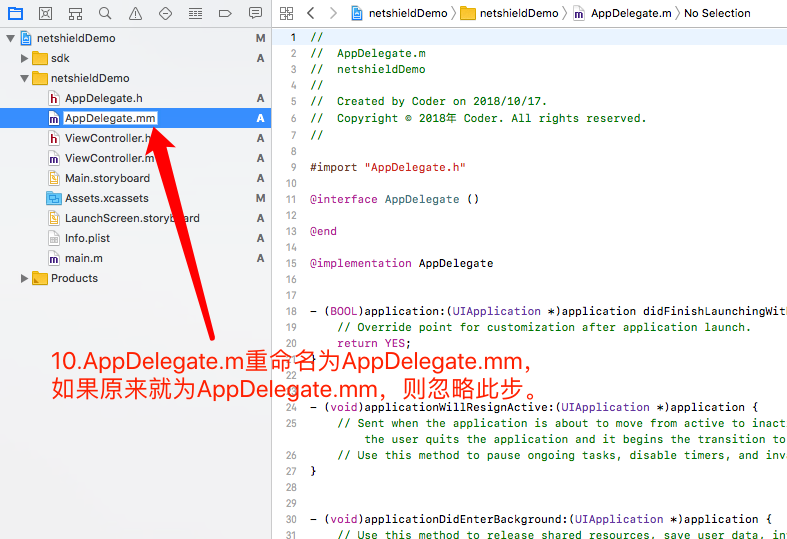 netshieldDemo
M
sdk
A
netshieldDemo
AppDelegate.h
A
AppDelegate.mm
A
ViewController.h
A
ViewController.m
A
Main.storyboard
A
Assets.xcassets
M
LaunchScreen.storyboard
A
Info.plist
A
main.m
A
Products
netshieldDemo
netshieldDemo
AppDelegate.m
No Selection
1 //
2 //  AppDelegate.m
3 //  netshieldDemo
4 //
5 //  Created by Coder on 2018/10/17.
6 //  Copyright © 2018年 Coder. All rights reserved.
7 //
8
9 #import "AppDelegate.h"
10
11 @interface AppDelegate ()
12
13 @end
14
15 @implementation AppDelegate
16
17
18 - (BOOL)application:(UIApplication *)application didFinishLaunchingWith
19 // Override point for customization after application launch.
20 return YES;
22
23
24 - (void)applicationWillResignActive:(UIApplication *)application {
25 // Sent when the application is about to move from active to inact
the user quits the application and it begins the transition to
26 // Use this method to pause ongoing tasks, disable timers, and inva
27 }
28
29
30 - (void)applicationDidEnterBackground:(UIApplication *)application {
31 // Use this method to release shared resources, save user data, in
10.AppDelegate.m重命名为AppDelegate.mm，
如果原来就为AppDelegate.mm，则忽略此步。